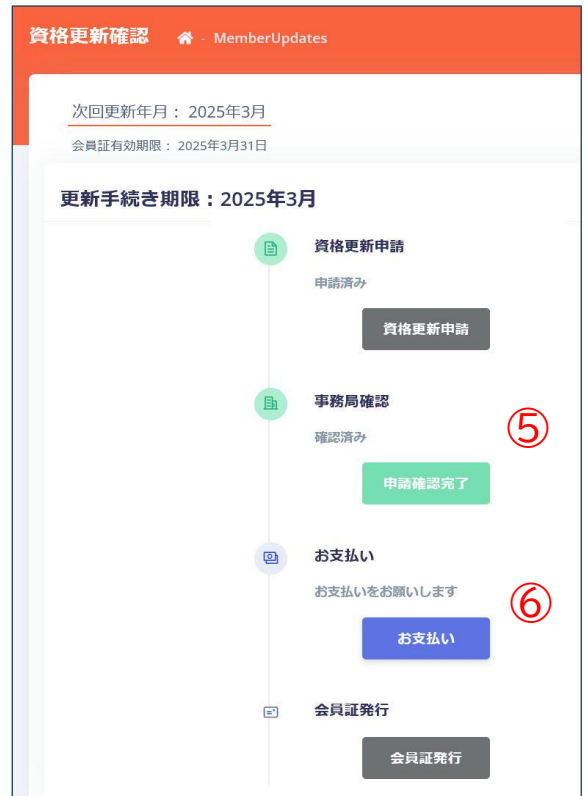 資格更新確認 - MemberUpdates
次回更新年月： 2025年3月
会員証有効期限： 2025年3月31日
更新手続き期限：2025年3月
資格更新申請
申請済み
資格更新申請
事務局確認
確認済み
⑤
申請確認完了
お支払い
お支払いをお願いします
⑥
お支払い
会員証発行
会員証発行